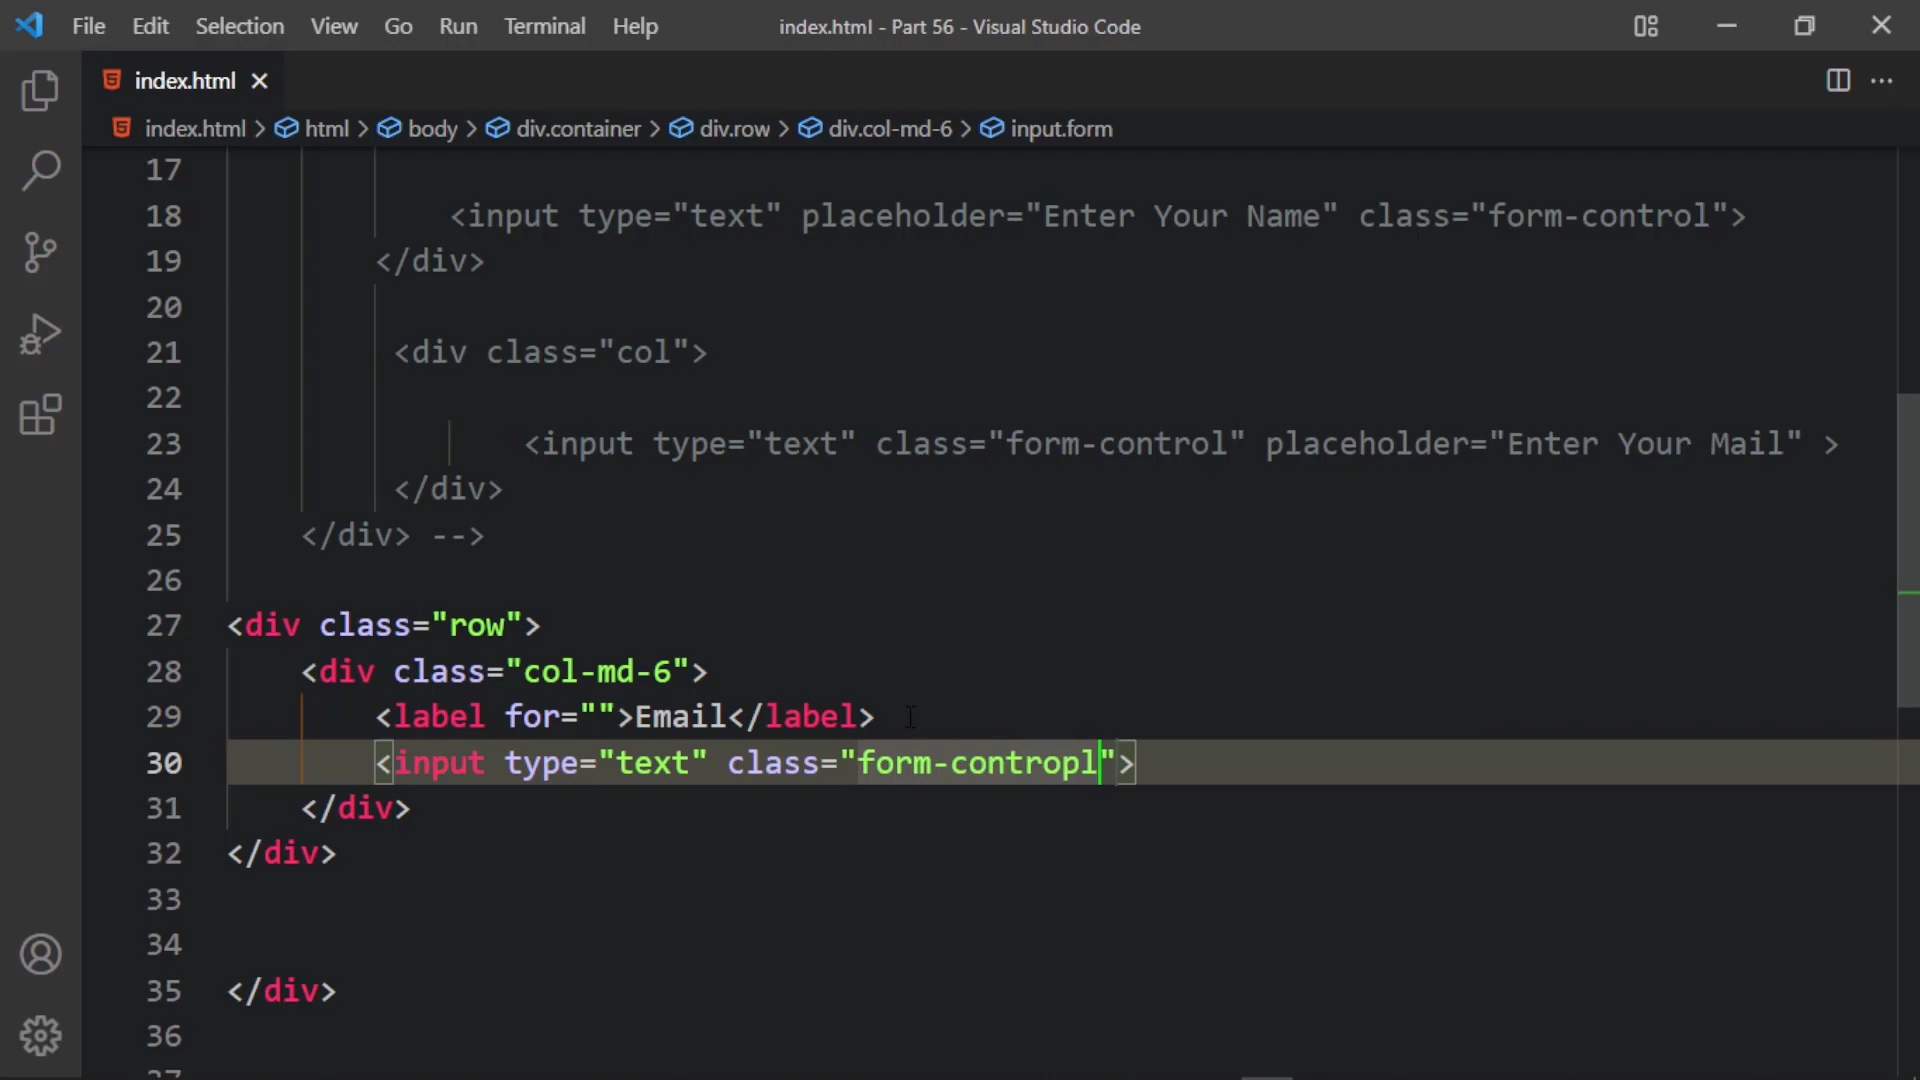 File Edit Selection View Go Run Terminal Help index.html - Part 56 - Visual Studio Code
index.html
index.html > html > body > div.container > div.row > div.col-md-6 > input.form
17
18 <input type="text" placeholder="Enter Your Name" class="form-control">
19 </div>
20
21 <div class="col">
22
23 <input type="text" class="form-control" placeholder="Enter Your Mail" >
24 </div>
25 </div> -->
26
27 <div class="row">
28 <div class="col-md-6">
29 <label for="">Email</label>
30 <input type="text" class="form-contropl">
31 </div>
32 </div>
33
34
35 </div>
36